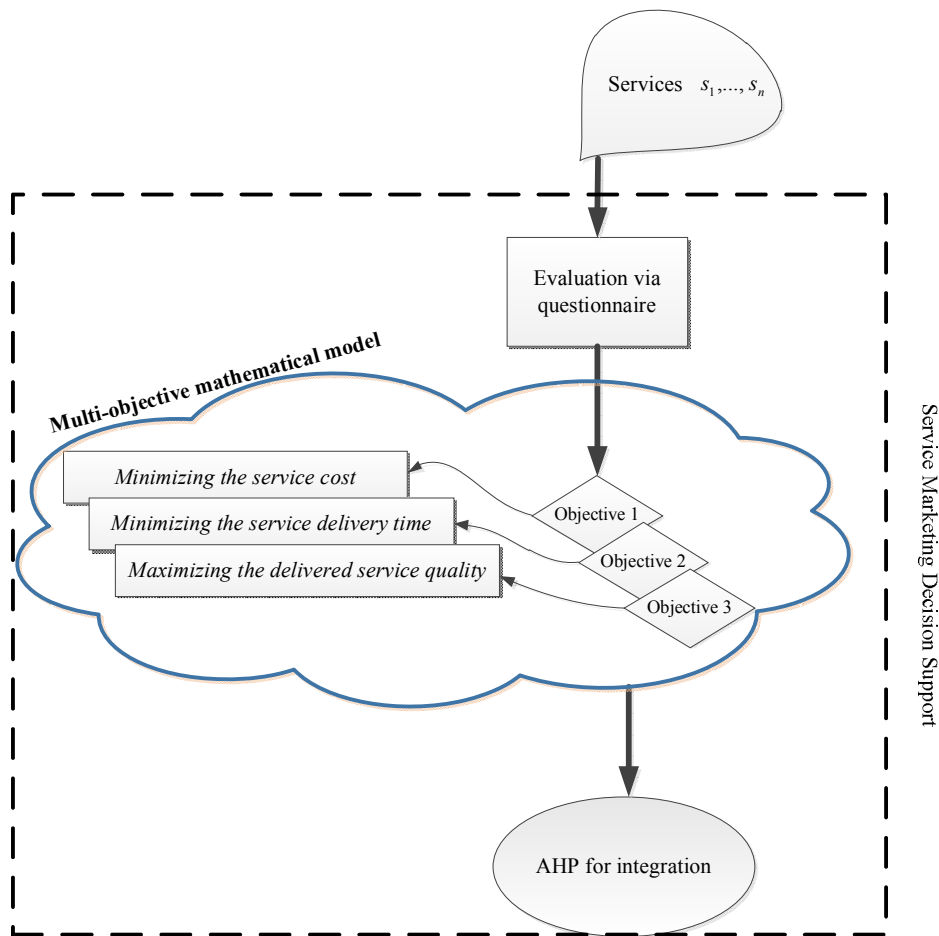 Services s1,..., sn
Evaluation via
questionnaire
Multi-objective mathematical model
Minimizing the service cost
Objective 1
Minimizing the service delivery time
Objective 2
Maximizing the delivered service quality
Objective 3
AHP for integration
Service Marketing Decision Support